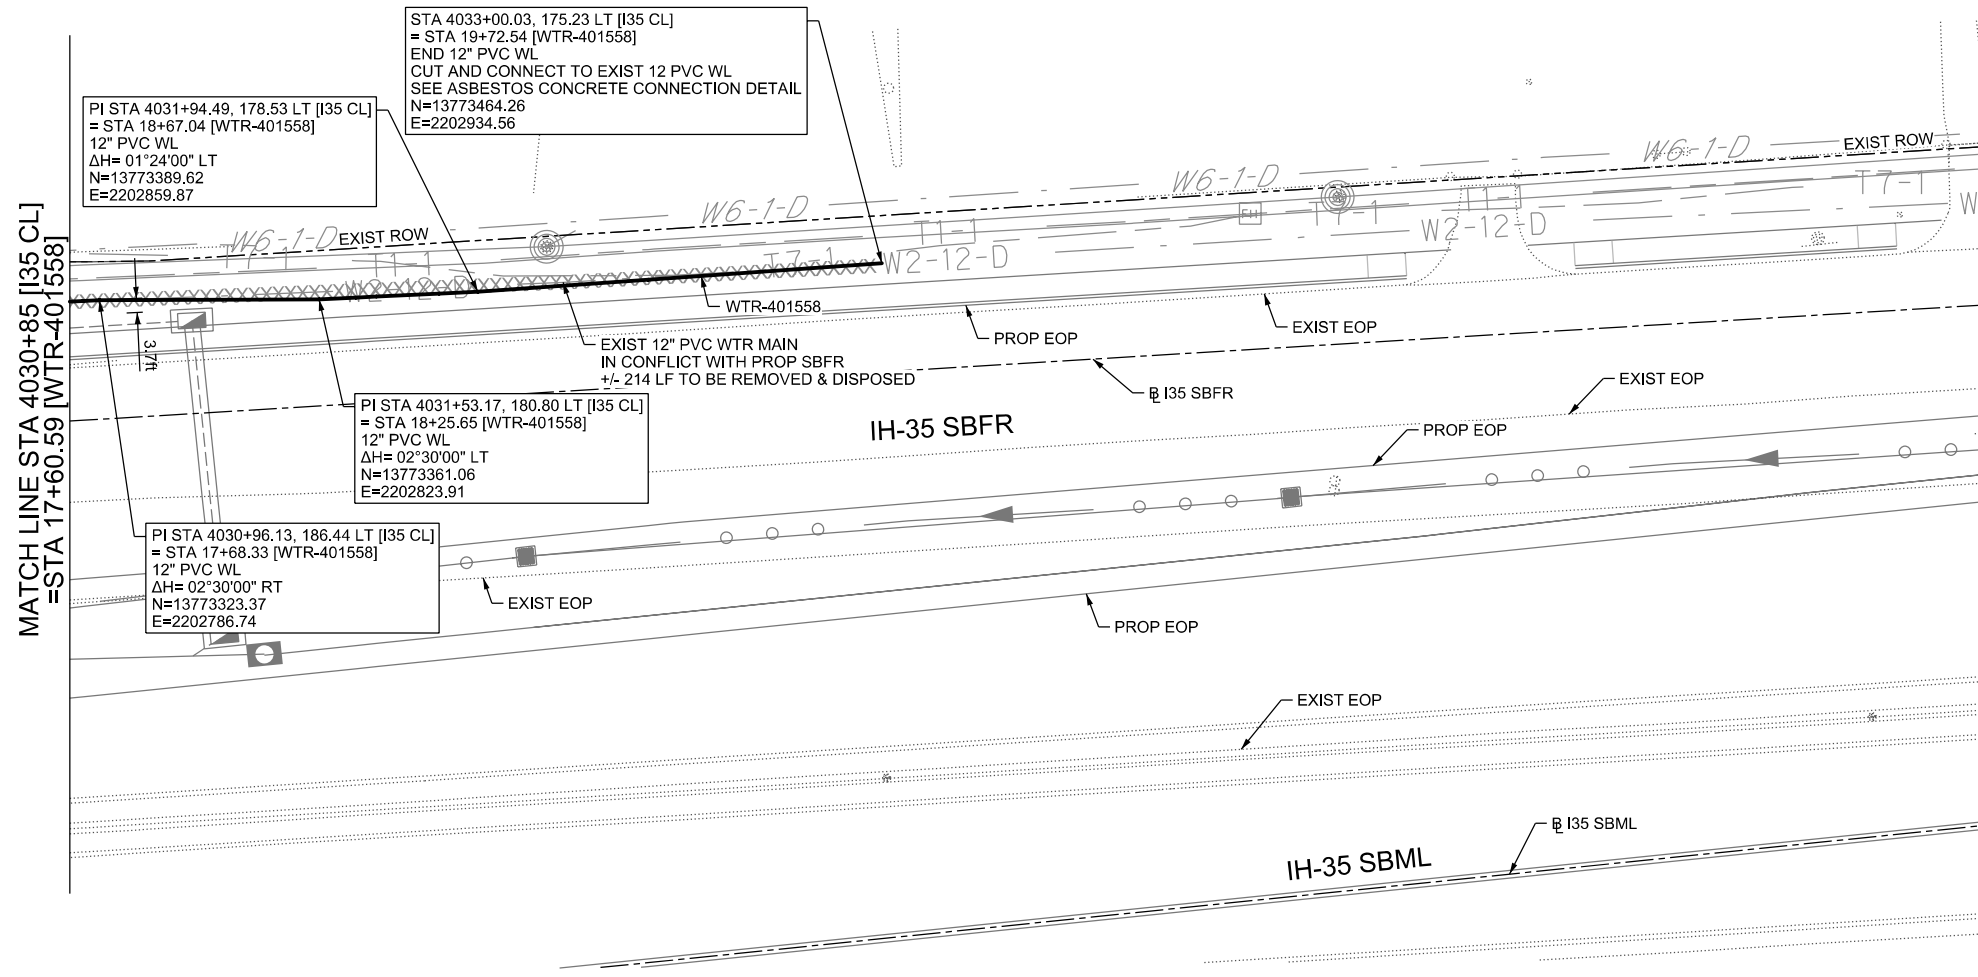 STA 4033+00.03, 175.23 LT [I35 CL]
= STA 19+72.54 [WTR-401558]
END 12" PVC WL
CUT AND CONNECT TO EXIST 12 PVC WL
SEE ASBESTOS CONCRETE CONNECTION DETAIL
N=13773464.26
E=2202934.56
PI STA 4031+94.49, 178.53 LT [I35 CL]
= STA 18+67.04 [WTR-401558]
12" PVC WL
ΔH= 01°24'00" LT
N=13773389.62
E=2202859.87
MATCH LINE STA 4030+85 [I35 CL]
=STA 17+60.59 [WTR-401558]
W6-1-D
EXIST ROW
W6-1-D
W6-1-D
W6-1-D
EXIST ROW
T7-1
T1-1
W2-12-D
T7-1
W2-12-D
T1-1
FH
T7-1
W2-12-D
T1-1
T7-1
W
3.7ft
WTR-401558
EXIST 12" PVC WTR MAIN
IN CONFLICT WITH PROP SBFR
+/- 214 LF TO BE REMOVED & DISPOSED
PROP EOP
EXIST EOP
BL I35 SBFR
EXIST EOP
PI STA 4031+53.17, 180.80 LT [I35 CL]
= STA 18+25.65 [WTR-401558]
12" PVC WL
ΔH= 02°30'00" LT
N=13773361.06
E=2202823.91
IH-35 SBFR
PROP EOP
PI STA 4030+96.13, 186.44 LT [I35 CL]
= STA 17+68.33 [WTR-401558]
12" PVC WL
ΔH= 02°30'00" RT
N=13773323.37
E=2202786.74
EXIST EOP
PROP EOP
EXIST EOP
BL I35 SBML
IH-35 SBML